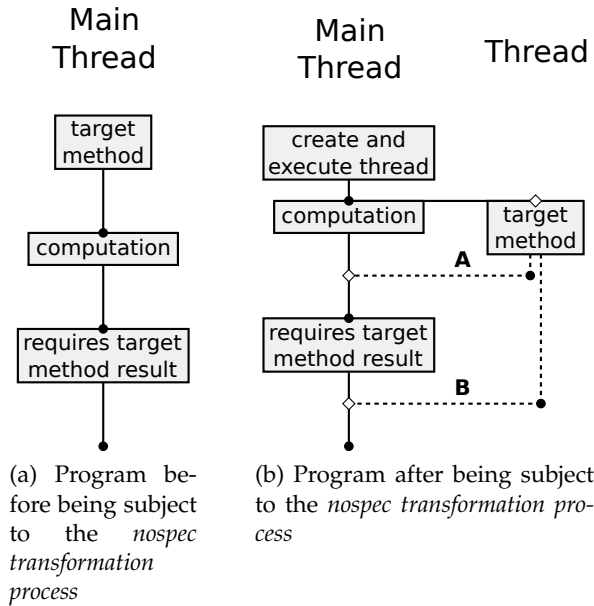 Main
Thread
target
method
computation
requires target
method result
(a) Program be-
fore being subject
to the nospec
transformation
process
Main
Thread
Thread
create and
execute thread
computation
target
method
A
requires target
method result
B
(b) Program after being subject
to the nospec transformation pro-
cess